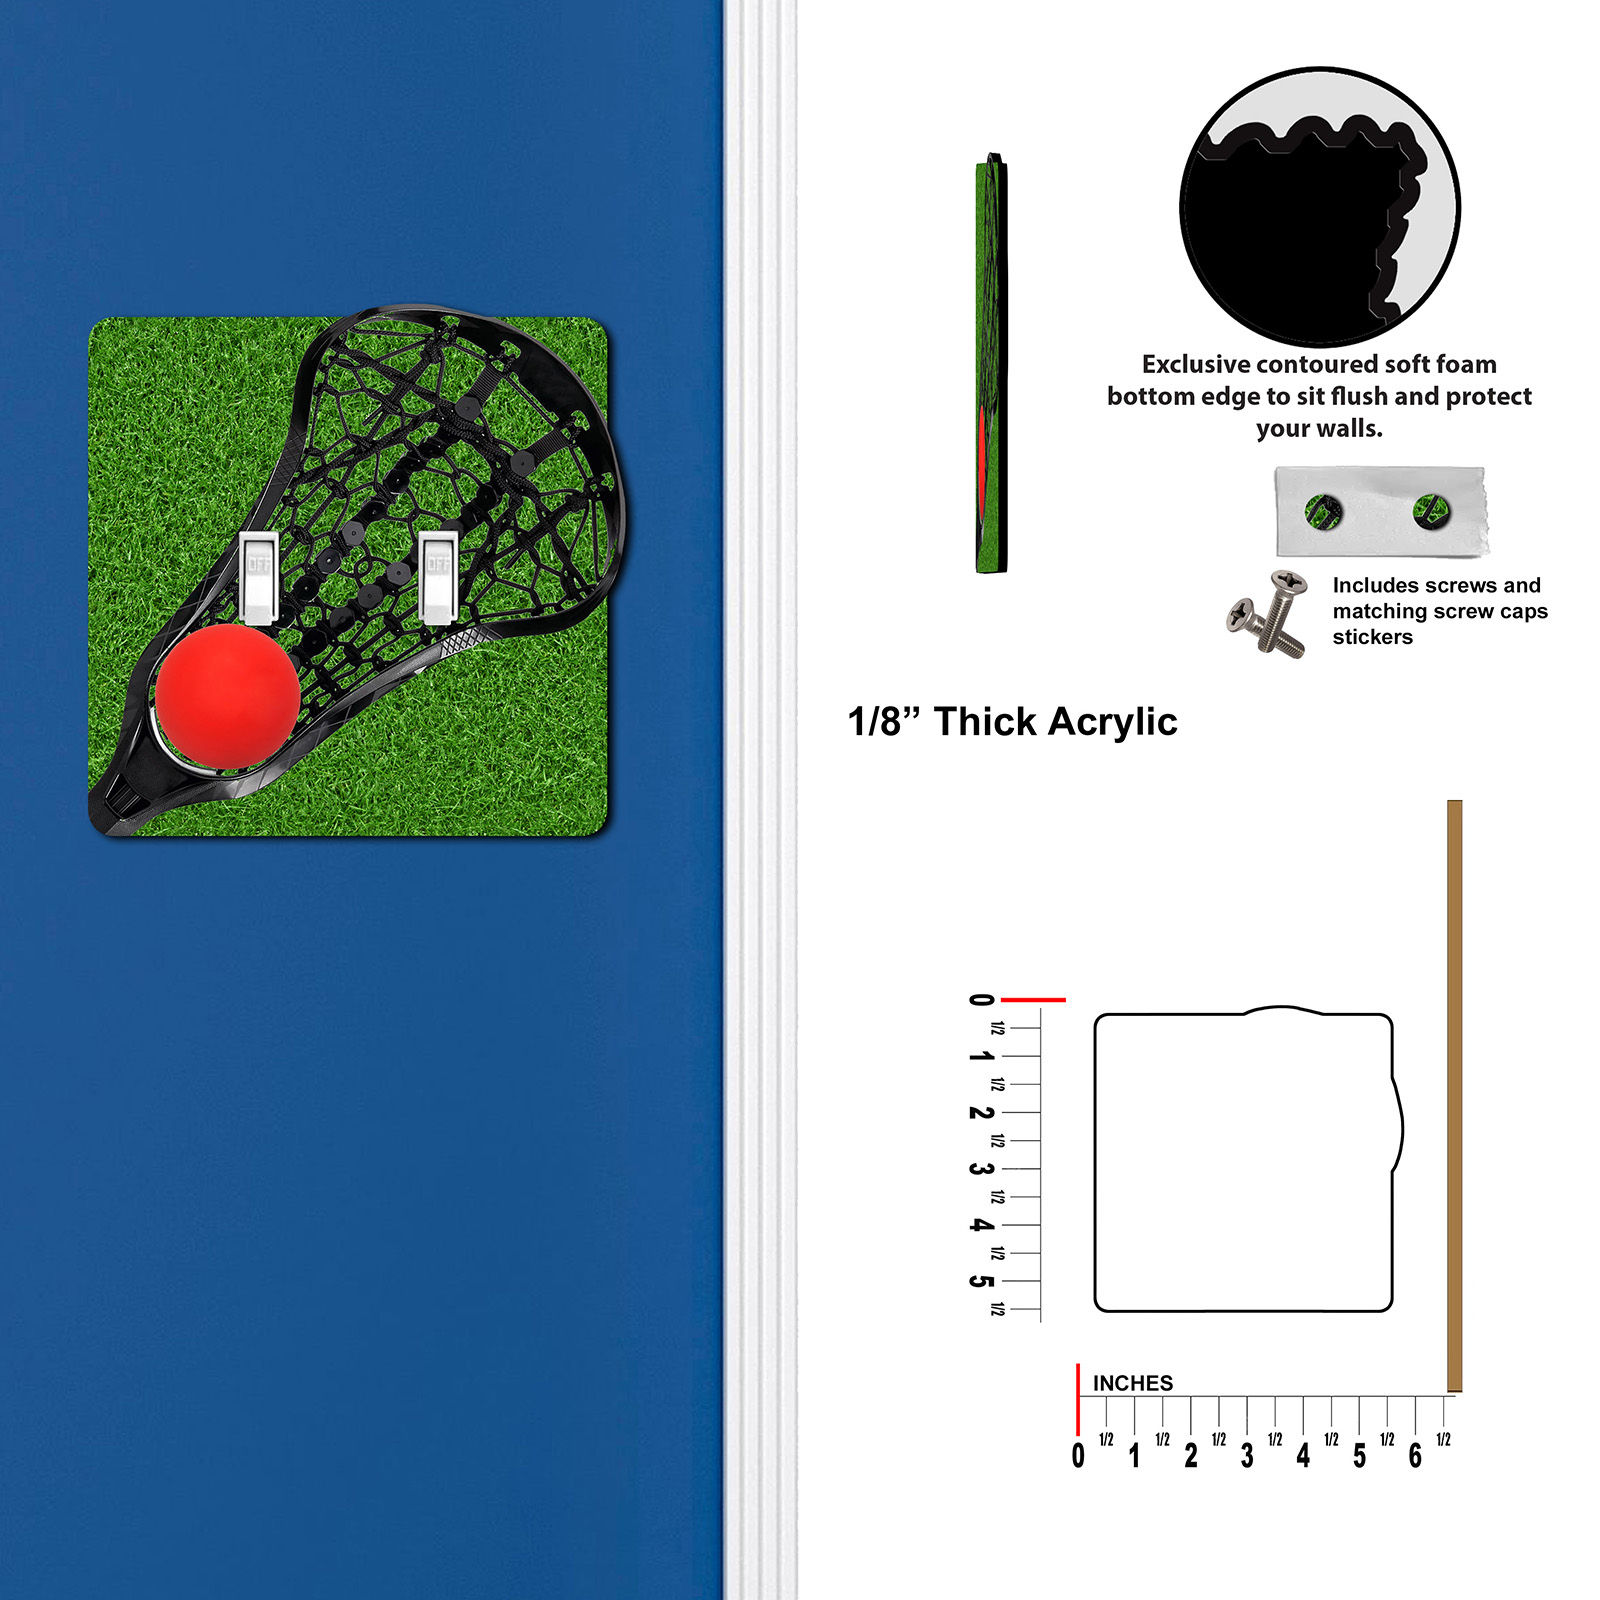 Exclusive contoured soft foam
bottom edge to sit flush and protect
your walls.
OFF
OFF
Includes screws and
matching screw caps
stickers
1/8” Thick Acrylic
0
1/2
1
1/2
2
1/2
3
1/2
4
1/2
5
1/2
INCHES
0 1/2 1 1/2 2 1/2 3 1/2 4 1/2 5 1/2 6 1/2